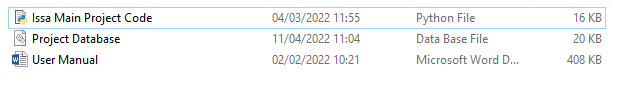 Issa Main Project Code 04/03/2022 11:55 Python File 16 KB
Project Database 11/04/2022 11:04 Data Base File 20 KB
User Manual 02/02/2022 10:21 Microsoft Word D... 408 KB